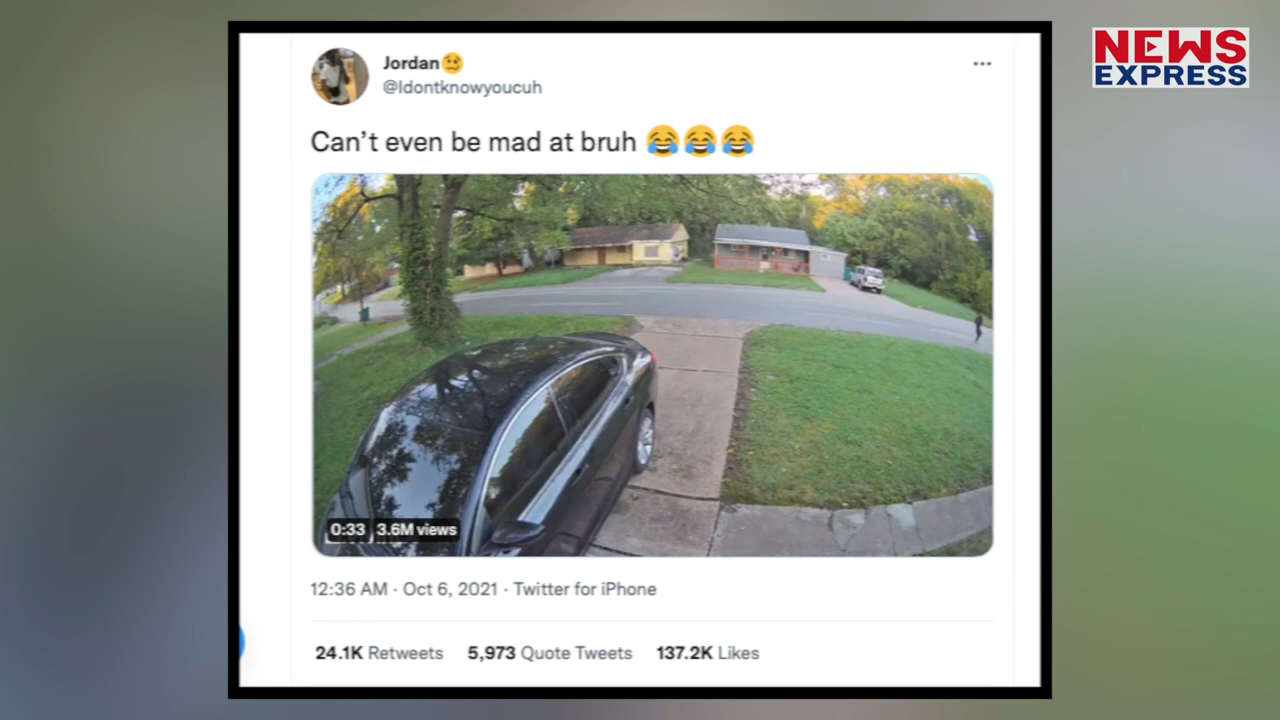 NEWS
EXPRESS
Jordan🥴
@Idontknowyoucuh
Can't even be mad at bruh 😂😂😂
0:33 3.6M views
12:36 AM · Oct 6, 2021 · Twitter for iPhone
24.1K Retweets 5,973 Quote Tweets 137.2K Likes